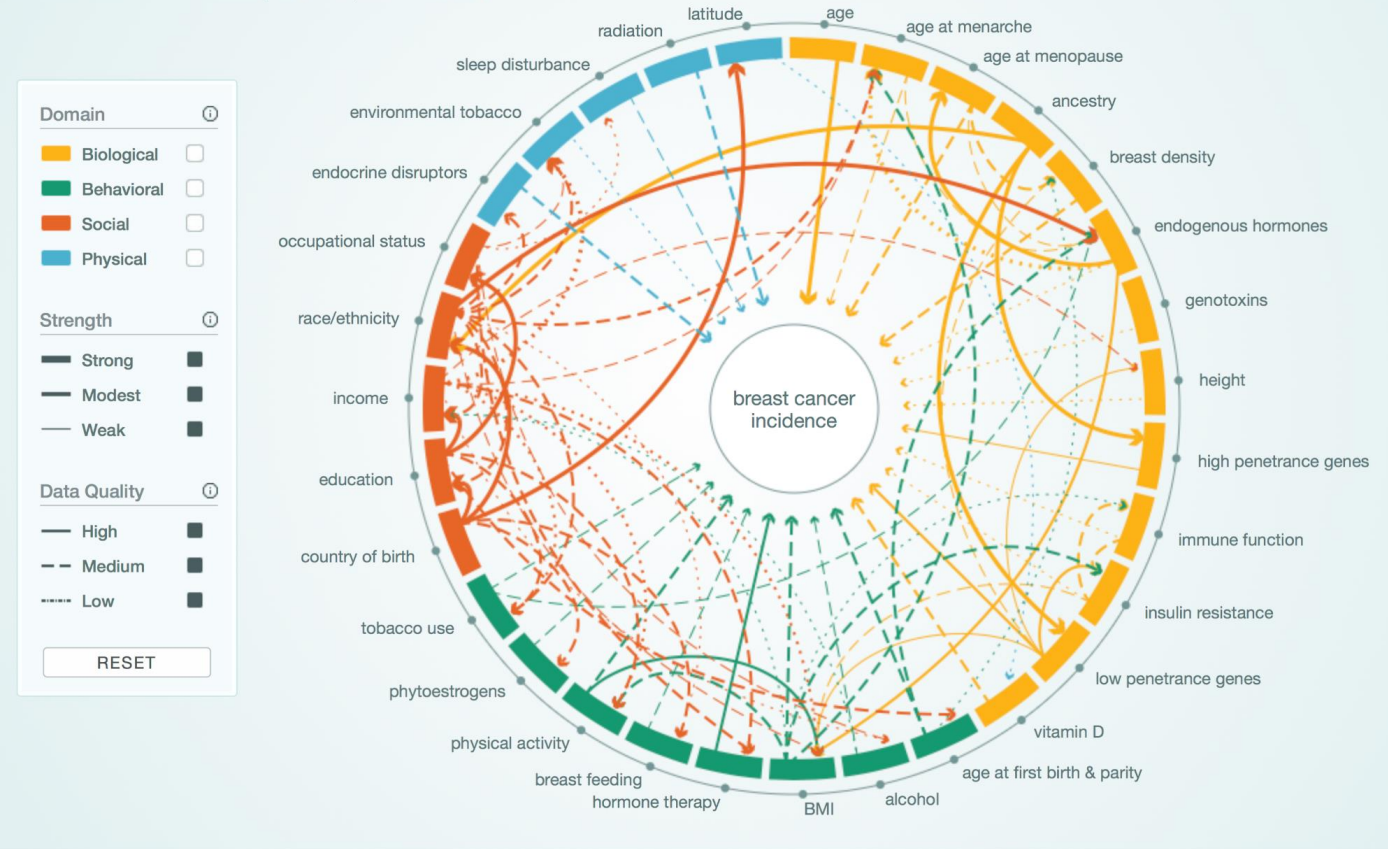 Domain
Biological
Behavioral
Social
Physical
Strength
Strong
Modest
Weak
Data Quality
High
Medium
Low
RESET
age
age at menarche
age at menopause
ancestry
breast density
endogenous hormones
genotoxins
height
high penetrance genes
immune function
insulin resistance
low penetrance genes
vitamin D
age at first birth & parity
alcohol
BMI
hormone therapy
breast feeding
physical activity
phytoestrogens
tobacco use
country of birth
education
income
race/ethnicity
occupational status
endocrine disruptors
environmental tobacco
sleep disturbance
radiation
latitude
breast cancer
incidence